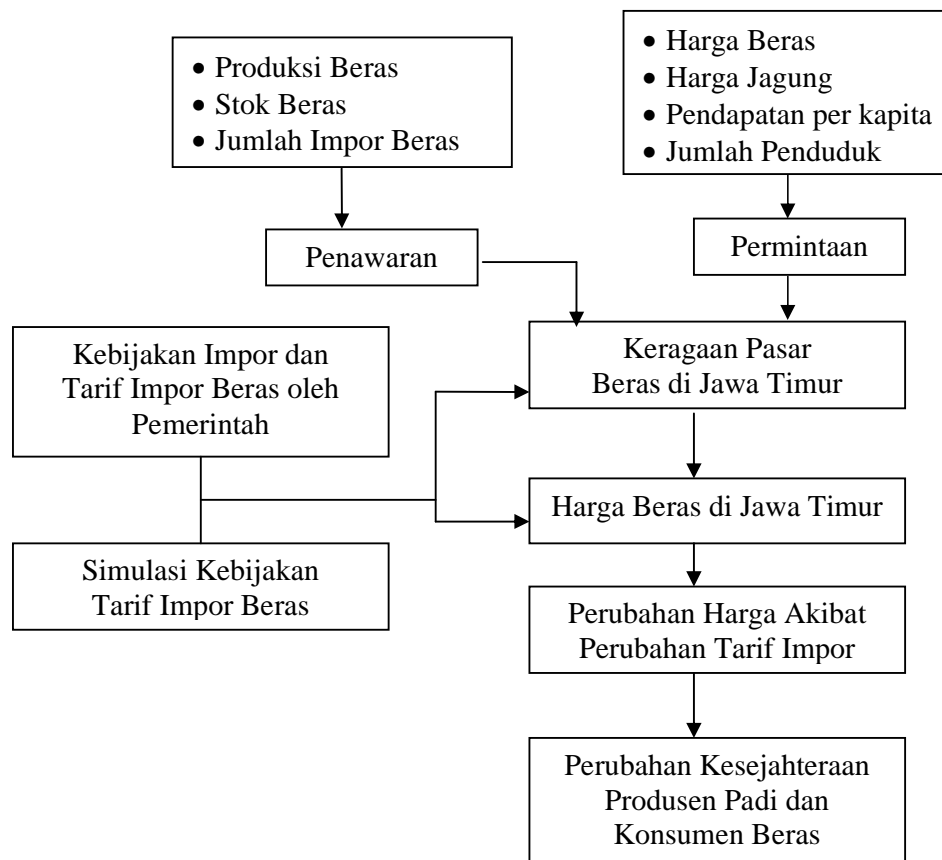 • Produksi Beras
• Stok Beras
• Jumlah Impor Beras
• Harga Beras
• Harga Jagung
• Pendapatan per kapita
• Jumlah Penduduk
Penawaran
Permintaan
Kebijakan Impor dan
Tarif Impor Beras oleh
Pemerintah
Keragaan Pasar
Beras di Jawa Timur
Harga Beras di Jawa Timur
Simulasi Kebijakan
Tarif Impor Beras
Perubahan Harga Akibat
Perubahan Tarif Impor
Perubahan Kesejahteraan
Produsen Padi dan
Konsumen Beras